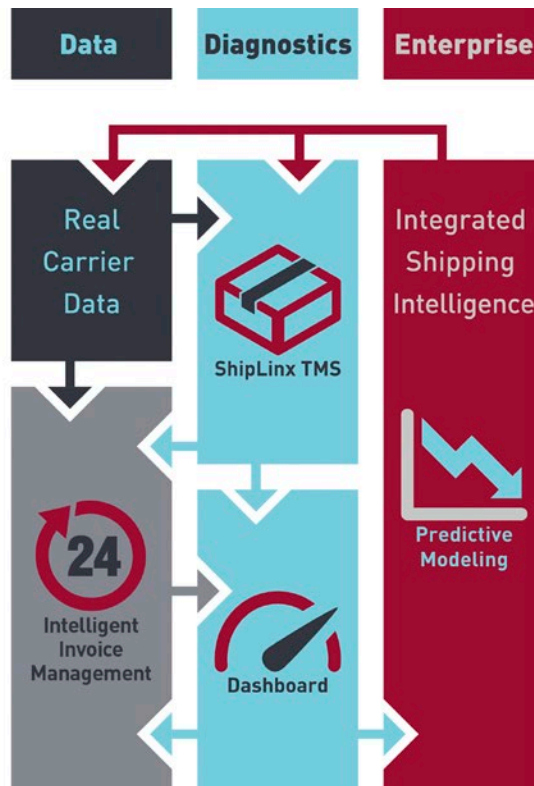 Data
Diagnostics
Enterprise
Real
Carrier
Data
ShipLinx TMS
Integrated
Shipping
Intelligence
24
Intelligent
Invoice
Management
Dashboard
Predictive
Modeling